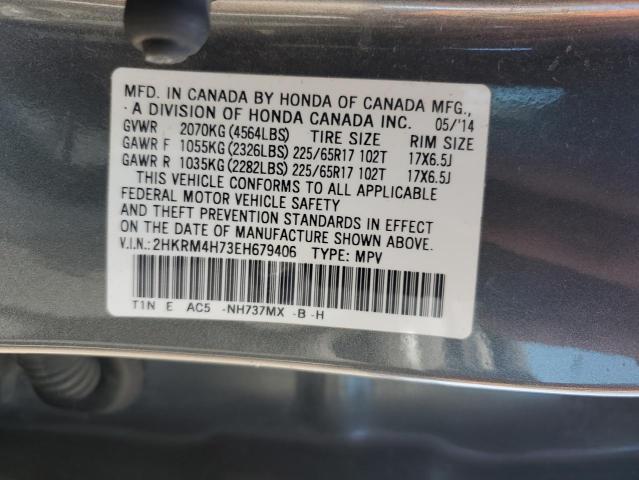 MFD. IN CANADA BY HONDA OF CANADA MFG.,
A DIVISION OF HONDA CANADA INC. 05/'14
GVWR 2070KG(4564LBS) TIRE SIZE RIM SIZE
GAWR F 1055KG(2326LBS) 225/65R17 102T 17X6.5J
GAWR R 1035KG(2282LBS) 225/65R17 102T 17X6.5J
THIS VEHICLE CONFORMS TO ALL APPLICABLE
FEDERAL MOTOR VEHICLE SAFETY
AND THEFT PREVENTION STANDARDS IN EFFECT
ON THE DATE OF MANUFACTURE SHOWN ABOVE.
V.I.N.:2HKRM4H73EH679406 TYPE: MPV
T1N E AC5 -NH737MX -B -H